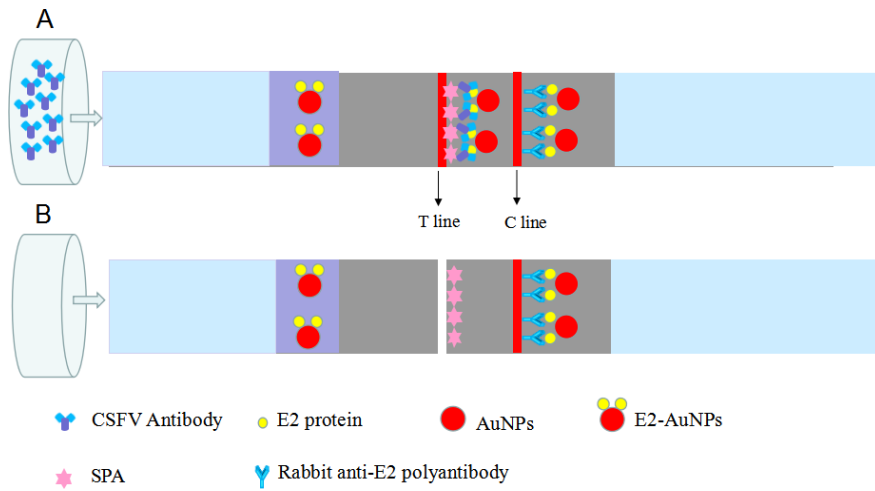 A
T line
C line
B
CSFV Antibody
E2 protein
AuNPs
E2-AuNPs
SPA
Rabbit anti-E2 polyantibody